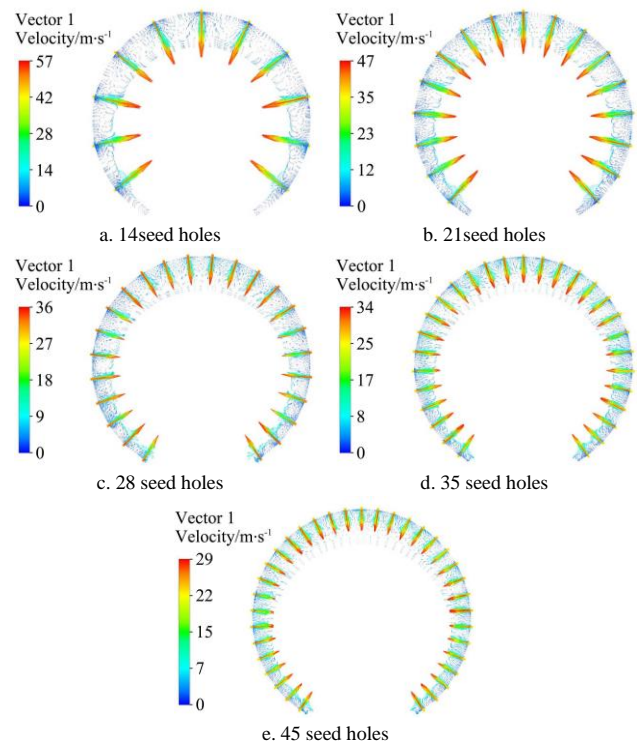 Vector 1
Velocity/m·s⁻¹
57
42
28
14
0
a. 14seed holes
Vector 1
Velocity/m·s⁻¹
47
35
23
12
0
b. 21seed holes
Vector 1
Velocity/m·s⁻¹
36
27
18
9
0
c. 28 seed holes
Vector 1
Velocity/m·s⁻¹
34
25
17
8
0
d. 35 seed holes
Vector 1
Velocity/m·s⁻¹
29
22
15
7
0
e. 45 seed holes